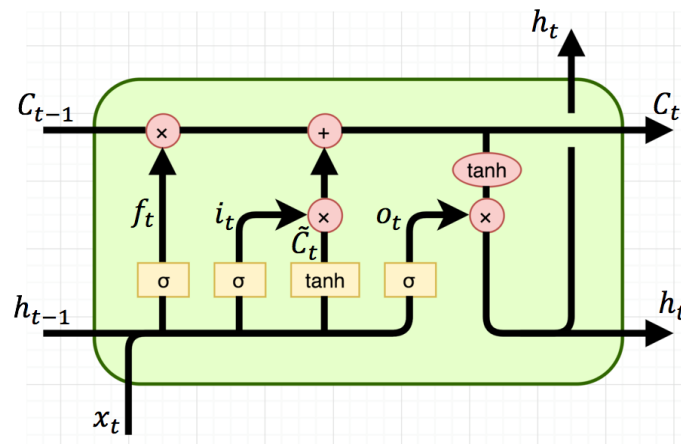 h_t
C_{t-1}
C_t
×
+
tanh
f_t
i_t
×
C̃_t
o_t
×
σ
σ
tanh
σ
h_{t-1}
h_t
x_t